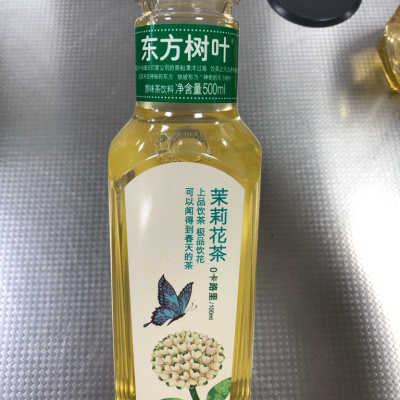 东方树叶
原味茶饮料 净含量500ml
茉莉花茶
0卡路里/100ml
上品饮茶 极品饮花
可以闻得到春天的茶